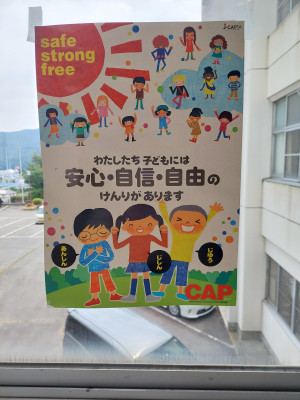 J-CAPTA
safe
strong
free
わたしたち 子どもには
安心・自信・自由の
けんりが あります
あんしん
じしん
じゆう
CAP